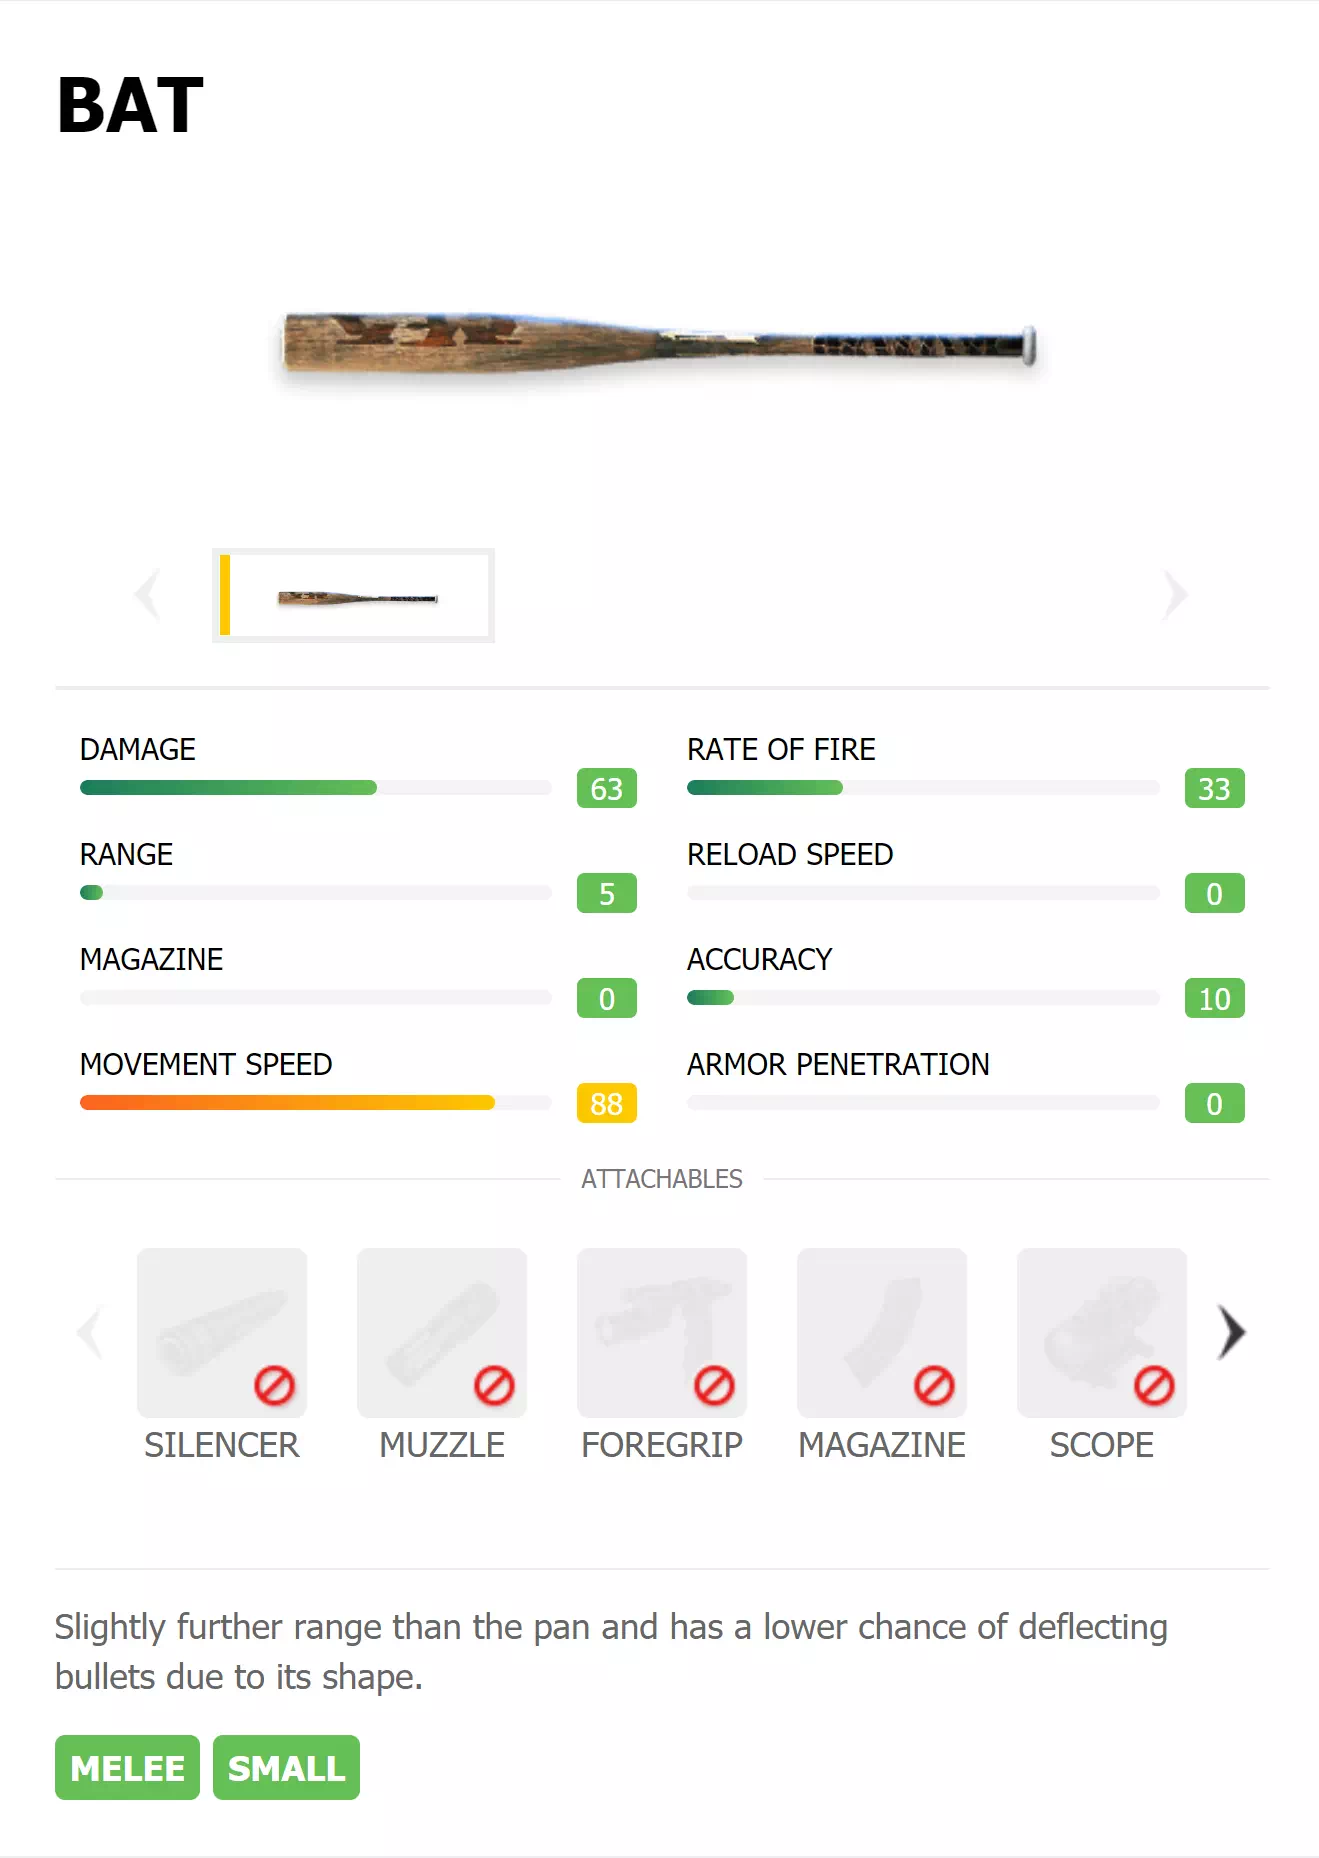 BAT
DAMAGE
63
RATE OF FIRE
33
RANGE
5
RELOAD SPEED
0
MAGAZINE
0
ACCURACY
10
MOVEMENT SPEED
88
ARMOR PENETRATION
0
ATTACHABLES
SILENCER
MUZZLE
FOREGRIP
MAGAZINE
SCOPE
Slightly further range than the pan and has a lower chance of deflecting
bullets due to its shape.
MELEE
SMALL